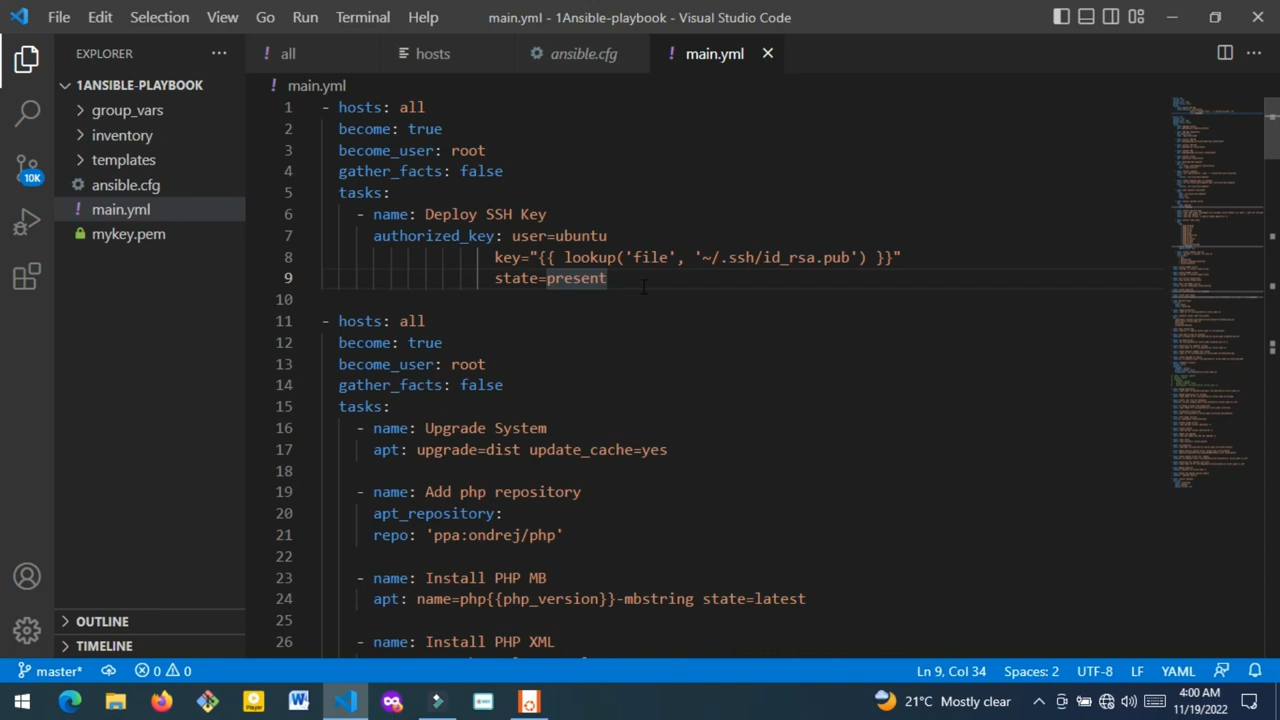 File Edit Selection View Go Run Terminal Help main.yml - 1Ansible-playbook - Visual Studio Code
EXPLORER
1ANSIBLE-PLAYBOOK
group_vars
inventory
templates
ansible.cfg
main.yml
mykey.pem
OUTLINE
TIMELINE
10K
all hosts ansible.cfg main.yml
main.yml
1 - hosts: all
2 become: true
3 become_user: root
4 gather_facts: false
5 tasks:
6 - name: Deploy SSH Key
7 authorized_key: user=ubuntu
8 key="{{ lookup('file', '~/.ssh/id_rsa.pub') }}"
9 state=present
10
11 - hosts: all
12 become: true
13 become_user: root
14 gather_facts: false
15 tasks:
16 - name: Upgrade System
17 apt: upgrade=dist update_cache=yes
18
19 - name: Add php repository
20 apt_repository:
21 repo: 'ppa:ondrej/php'
22
23 - name: Install PHP MB
24 apt: name=php{{php_version}}-mbstring state=latest
25
26 - name: Install PHP XML
master* 0 0 Ln 9, Col 34 Spaces: 2 UTF-8 LF YAML
Player
21°C Mostly clear
4:00 AM
11/19/2022